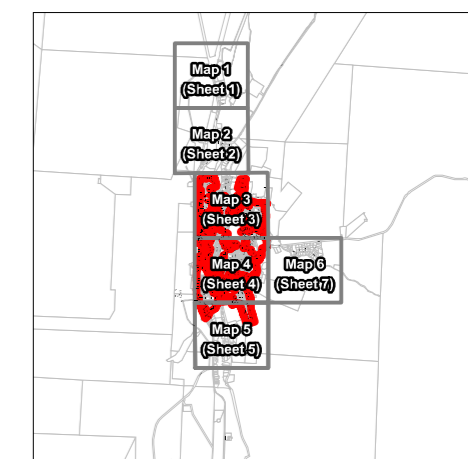 Map 1
(Sheet 1)
Map 2
(Sheet 2)
Map 3
(Sheet 3)
Map 4
(Sheet 4)
Map 6
(Sheet 7)
Map 5
(Sheet 5)